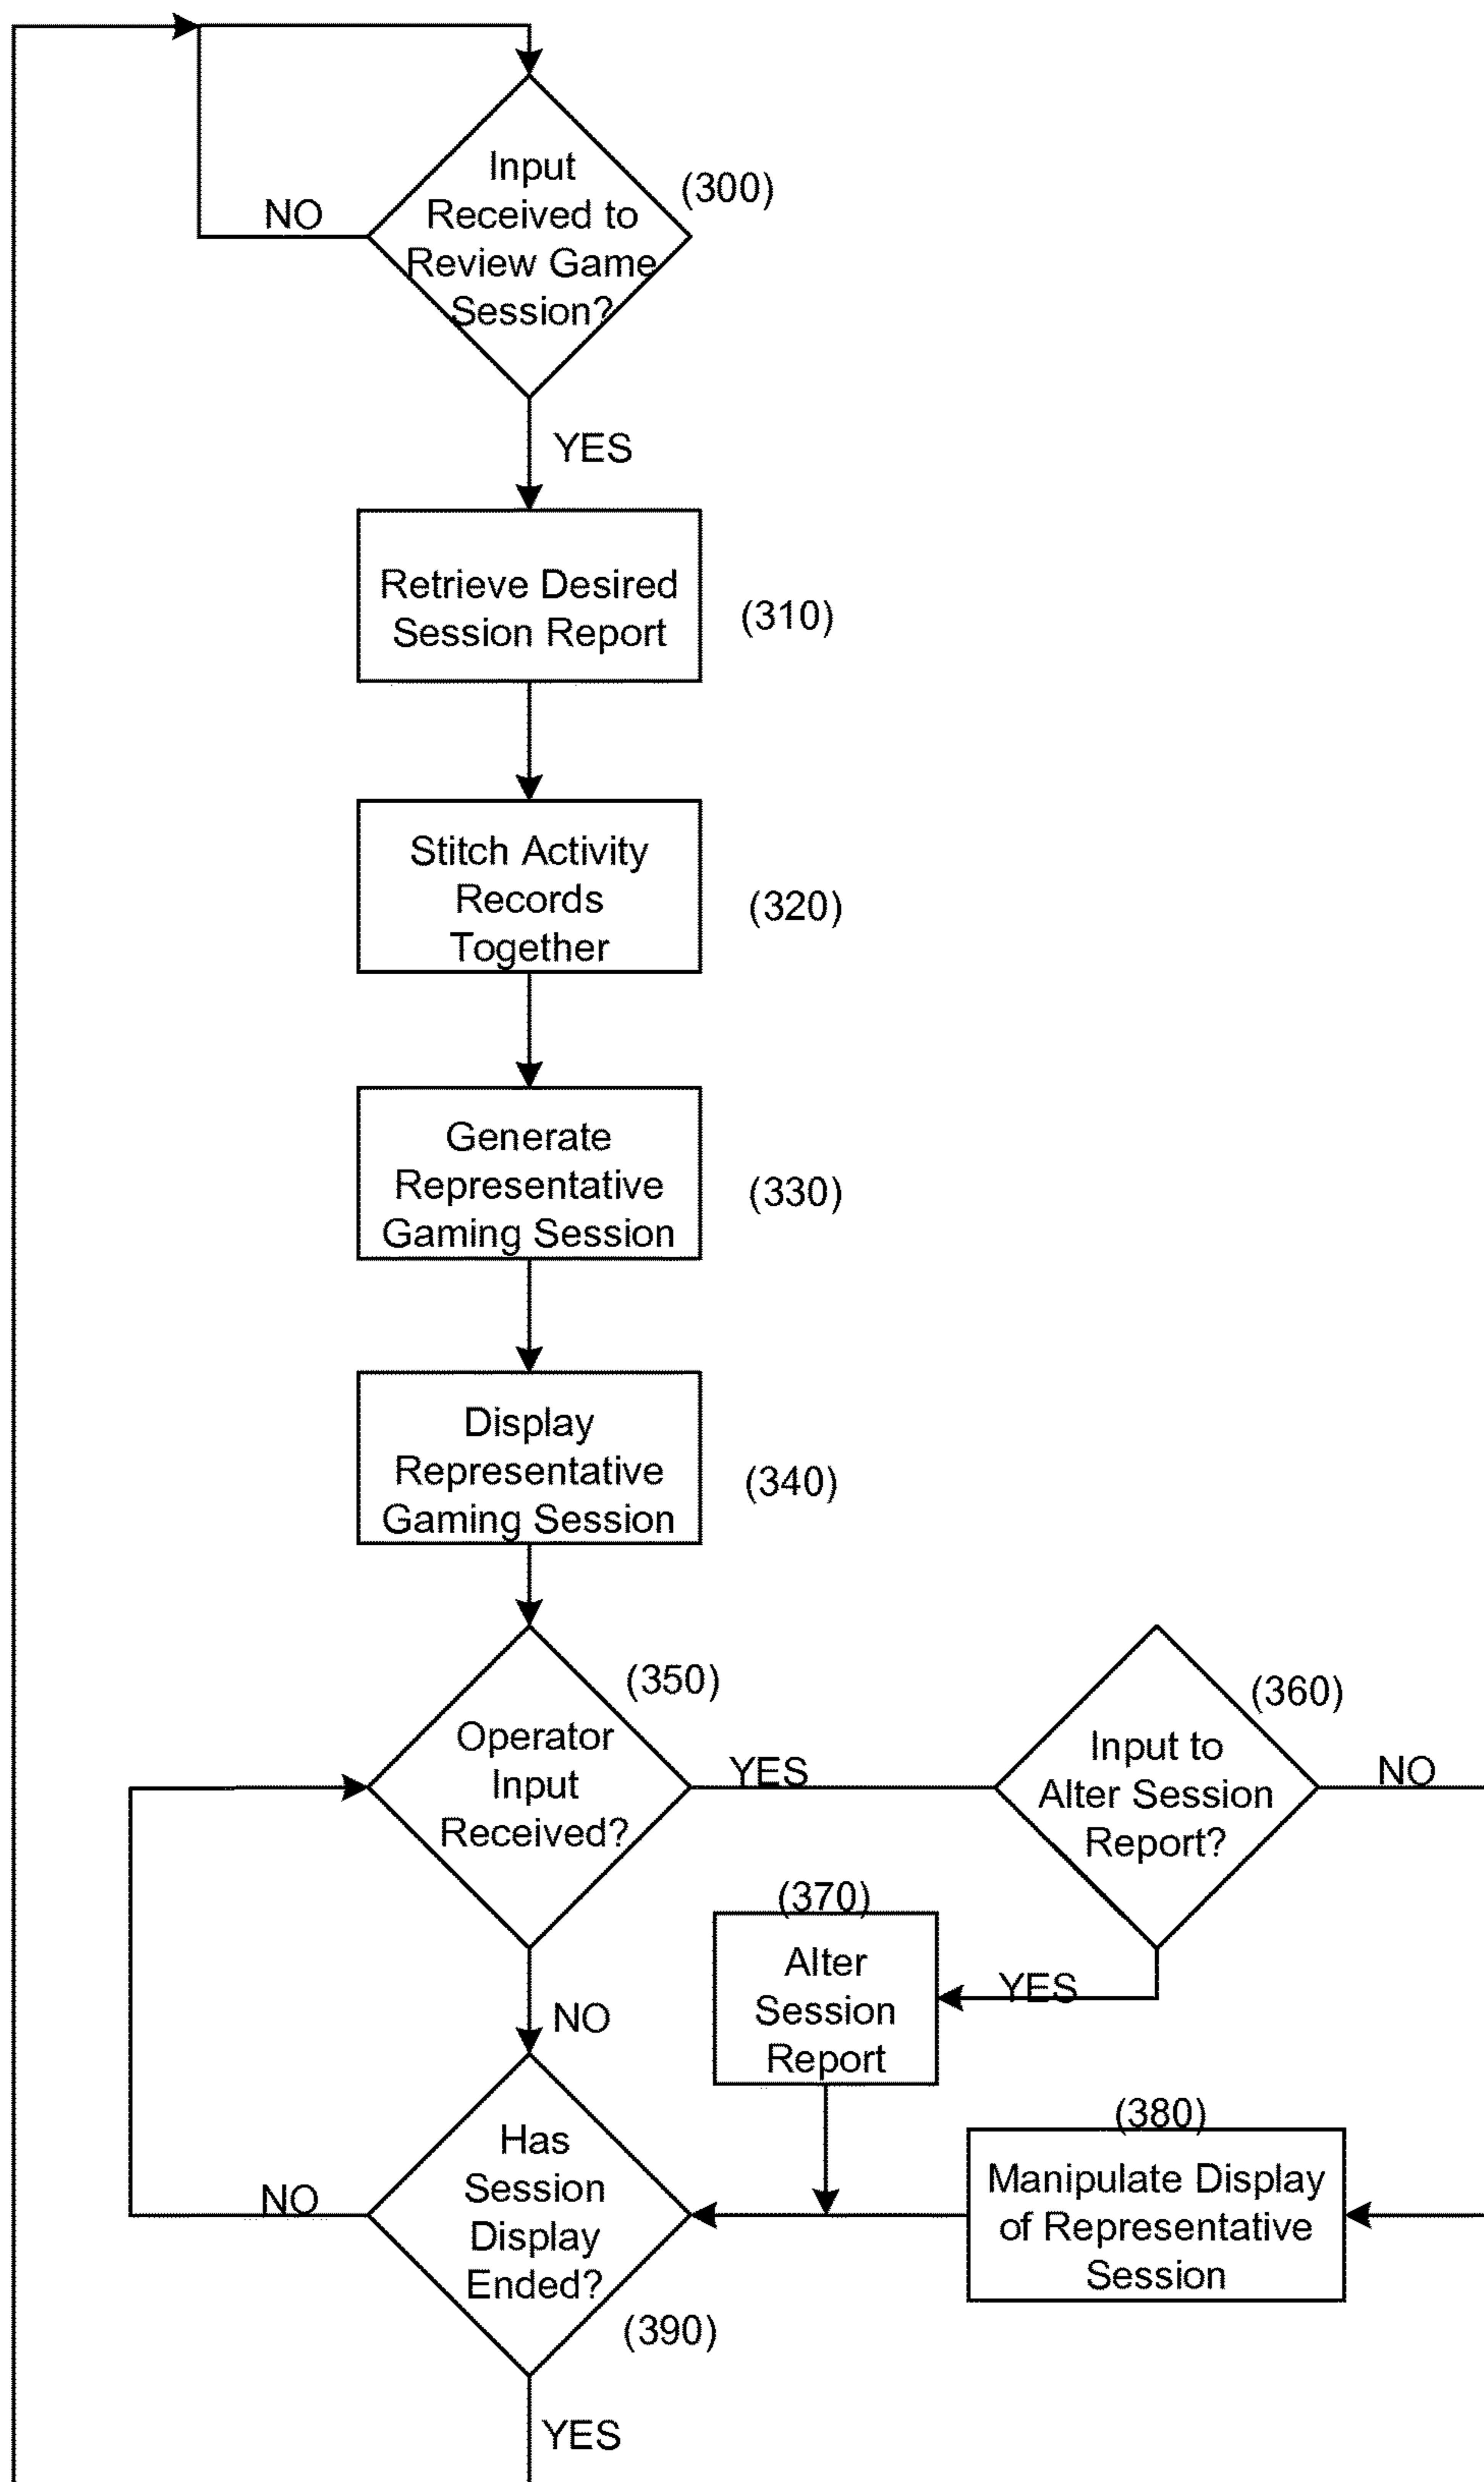 Input
Received to
Review Game
Session?
(300)
NO
YES
Retrieve Desired
Session Report
(310)
Stitch Activity
Records
Together
(320)
Generate
Representative
Gaming Session
(330)
Display
Representative
Gaming Session
(340)
Operator
Input
Received?
(350)
YES
Input to
Alter Session
Report?
(360)
NO
(370)
Alter
Session
Report
YES
NO
(380)
Manipulate Display
of Representative
Session
Has
Session
Display
Ended?
(390)
NO
YES